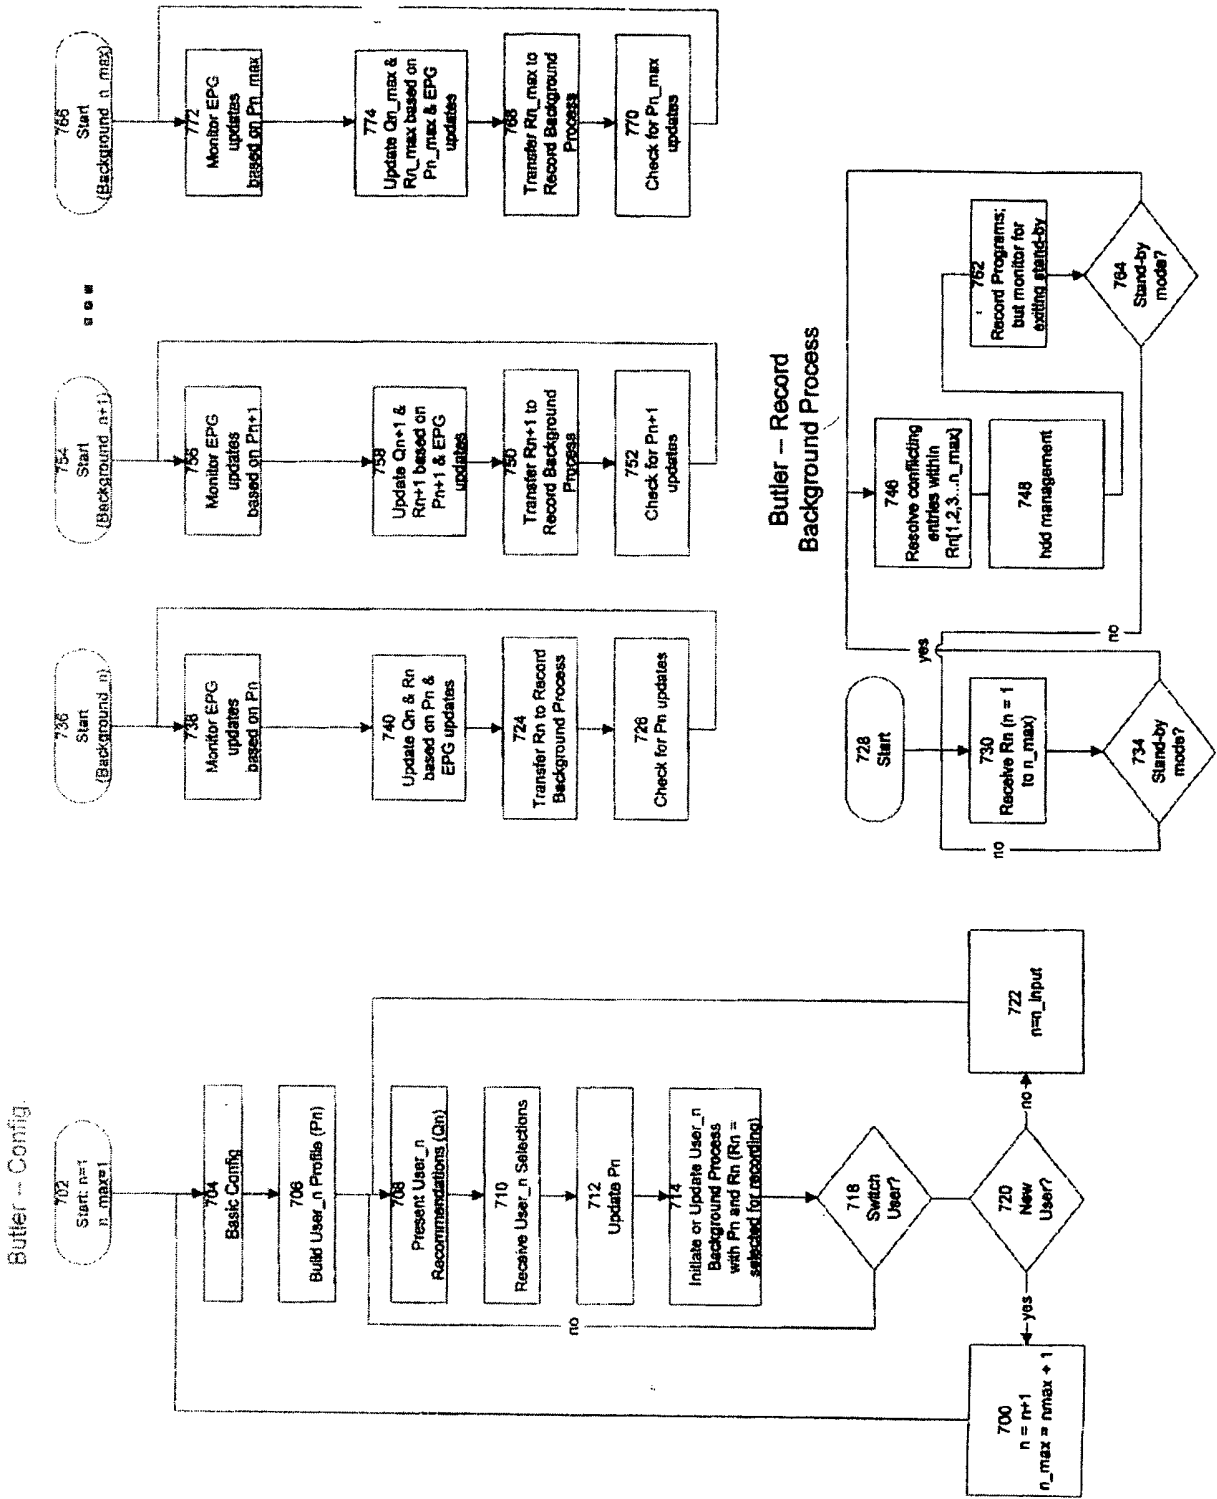 Butler -- Config.
702
Start: n=1
n_max=1
704
Basic Config
706
Build User_n Profile (Pn)
708
Present User_n
Recommendations (Qn)
710
Receive User_n Selections
712
Update Pn
714
Initiate or Update User_n
Background Process
with Pn and Rn (Rn =
selected for recording)
718
Switch
User?
no
720
New
User?
no
yes
722
n=n_input
700
n = n+1
n_max = nmax + 1
736
Start
(Background_n)
738
Monitor EPG
updates
based on Pn
740
Update Qn & Rn
based on Pn &
EPG updates
724
Transfer Rn to Record
Background Process
726
Check for Pn updates
754
Start
(Background_n+1)
756
Monitor EPG
updates
based on Pn+1
758
Update Qn+1 &
Rn+1 based on
Pn+1 & EPG
updates
750
Transfer Rn+1 to
Record Background
Process
752
Check for Pn+1
updates
766
Start
(Background n_max)
772
Monitor EPG
updates
based on Pn_max
774
Update Qn_max &
Rn_max based on
Pn_max & EPG
updates
768
Transfer Rn_max to
Record Background
Process
770
Check for Pn_max
updates
Butler – Record
Background Process
728
Start
730
Receive Rn (n = 1
to n_max)
734
Stand-by
mode?
no
yes
746
Resolve conflicting
entries within
Rn[1,2,3...n_max]
748
hdd management
762
Record Programs;
but monitor for
exiting stand-by
764
Stand-by
mode?
no